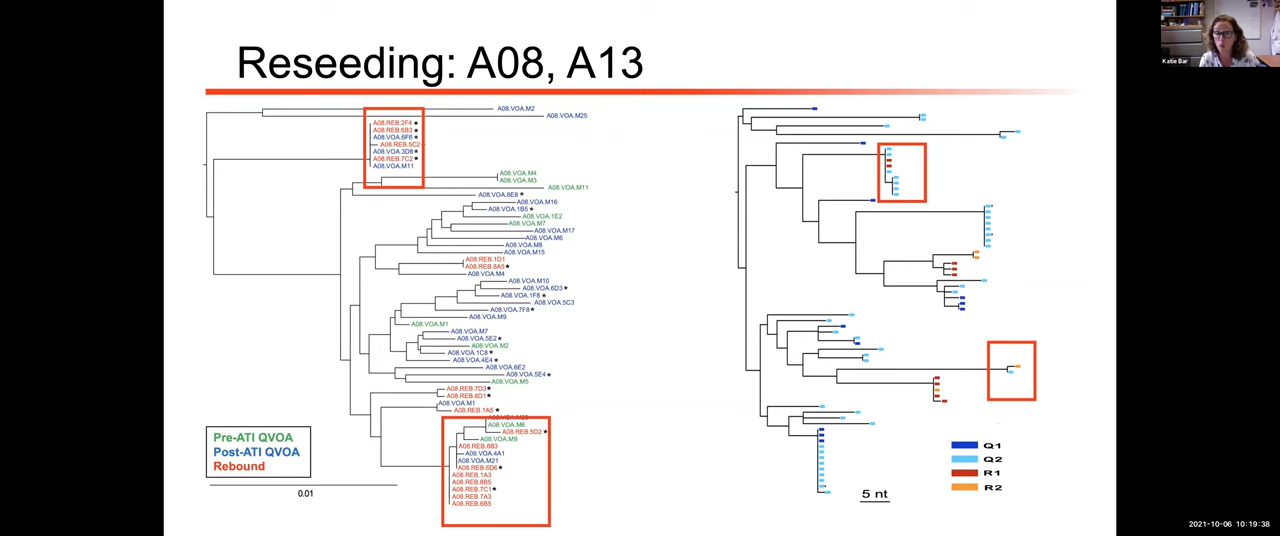 Reseeding: A08, A13
A08.VOA.M2
A08.VOA.M25
A08.REB.2F4 ★
A08.REB.6B3 ★
A08.VOA.6F6 ★
A08.REB.5C2
A08.VOA.3D8 ★
A08.REB.7C2 ★
A08.VOA.M11
A08.VOA.M4
A08.VOA.M3
A08.VOA.M11
A08.VOA.8E8 ★
A08.VOA.M16
A08.VOA.1B5 ★
A08.VOA.1E2
A08.VOA.M7
A08.VOA.M17
A08.VOA.M6
A08.VOA.M8
A08.VOA.M15
A08.REB.1D1
A08.REB.8A5 ★
A08.VOA.M4
A08.VOA.M10
A08.VOA.6D3 ★
A08.VOA.1F8 ★
A08.VOA.5C3
A08.VOA.7F8 ★
A08.VOA.M9
A08.VOA.M1
A08.VOA.M7
A08.VOA.5E2 ★
A08.VOA.M2
A08.VOA.1C8 ★
A08.VOA.4E4 ★
A08.VOA.6E2
A08.VOA.5E4 ★
A08.VOA.M5
A08.REB.7D3 ★
A08.REB.8D1 ★
A08.VOA.M1
A08.REB.1A5 ★
A08.VOA.M6
A08.REB.5D2 ★
A08.VOA.M9
A08.REB.8B3
A08.VOA.4A1
A08.VOA.M21
A08.REB.6D6 ★
A08.REB.1A3
A08.REB.8B5
A08.REB.7C1 ★
A08.REB.7A3
A08.REB.6B5
Pre-ATI QVOA
Post-ATI QVOA
Rebound
0.01
Q1
Q2
R1
R2
5 nt
Katie Bar
2021-10-06 10:19:38